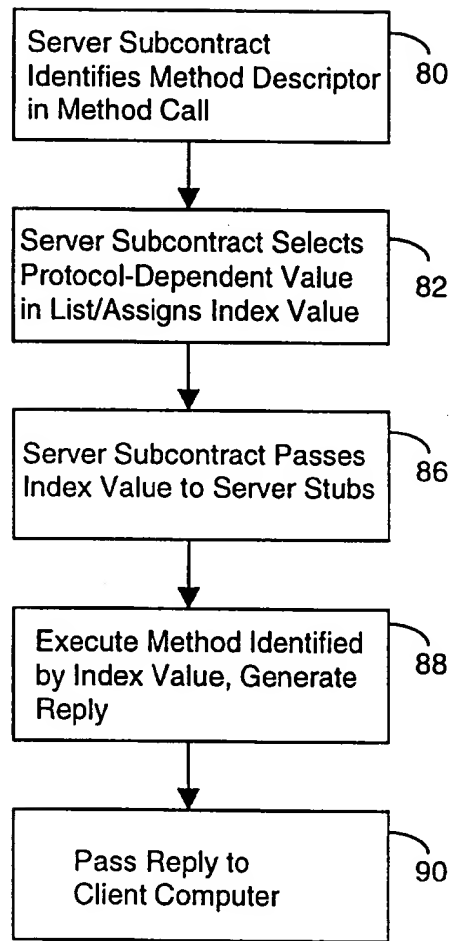 Server Subcontract
Identifies Method Descriptor
in Method Call
80
Server Subcontract Selects
Protocol-Dependent Value
in List/Assigns Index Value
82
Server Subcontract Passes
Index Value to Server Stubs
86
Execute Method Identified
by Index Value, Generate
Reply
88
Pass Reply to
Client Computer
90